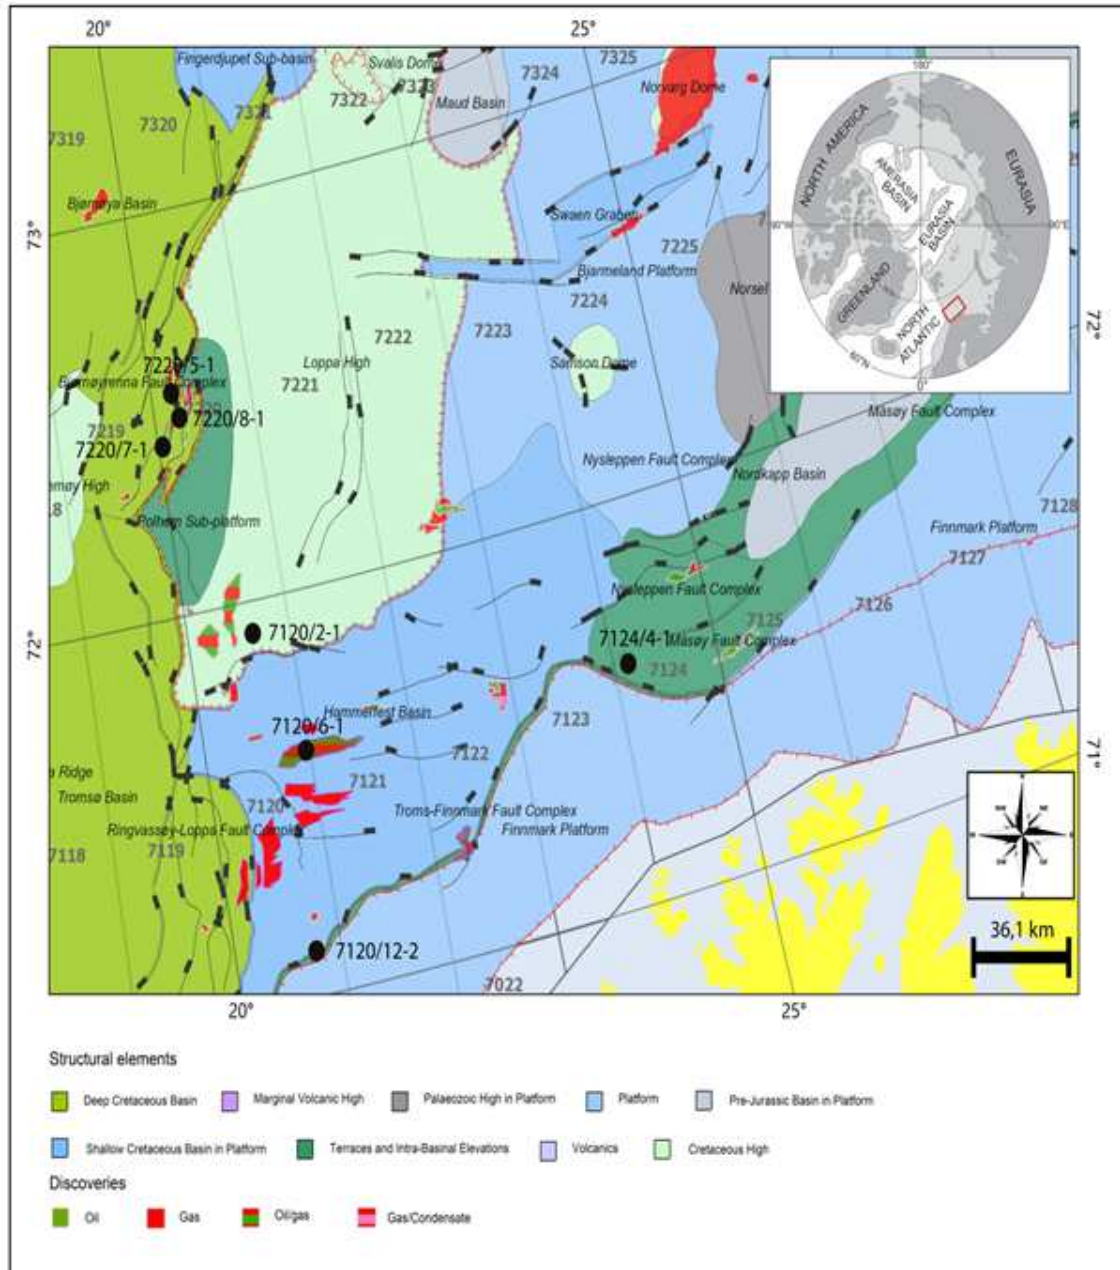 20° 25°
Fingerdjupet Sub-basin
Svalis Dome
7325
7324
7323
7322
Maud Basin
Norvarg Dome
7321
7320
7319
Bjørnøya Basin
73°
Swaen Graben
7225
Bjarmeland Platform
7224
Norsel
7223
7222
Loppa High
7221
Samson Dome
72°
7220/5-1
Bjørnøyrenna Fault Complex
7220/8-1
7219
7220/7-1
Polhem Sub-platform
Måsøy Fault Complex
Nysleppen Fault Complex
Nordkapp Basin
7128
Finnmark Platform
7127
7126
Nysleppen Fault Complex
7125
Måsøy Fault Complex
7124/4-1
7124
72°
7120/2-1
7123
Hammerfest Basin
7120/6-1
7122
7121
7120
71°
a Ridge
Tromsø Basin
Ringvassøy-Loppa Fault Complex
7119
7118
Troms-Finnmark Fault Complex
Finnmark Platform
7120/12-2
7022
20° 25°
180°
NORTH AMERICA
EURASIA
AMERASIA BASIN
EURASIA BASIN
90°W
90°E
GREENLAND
NORTH ATLANTIC
60°N
0°
36,1 km
Structural elements
Deep Cretaceous Basin Marginal Volcanic High Palaeozoic High in Platform Platform Pre-Jurassic Basin in Platform
Shallow Cretaceous Basin in Platform Terraces and Intra-Basinal Elevations Volcanics Cretaceous High
Discoveries
Oil Gas Oil/gas Gas/Condensate